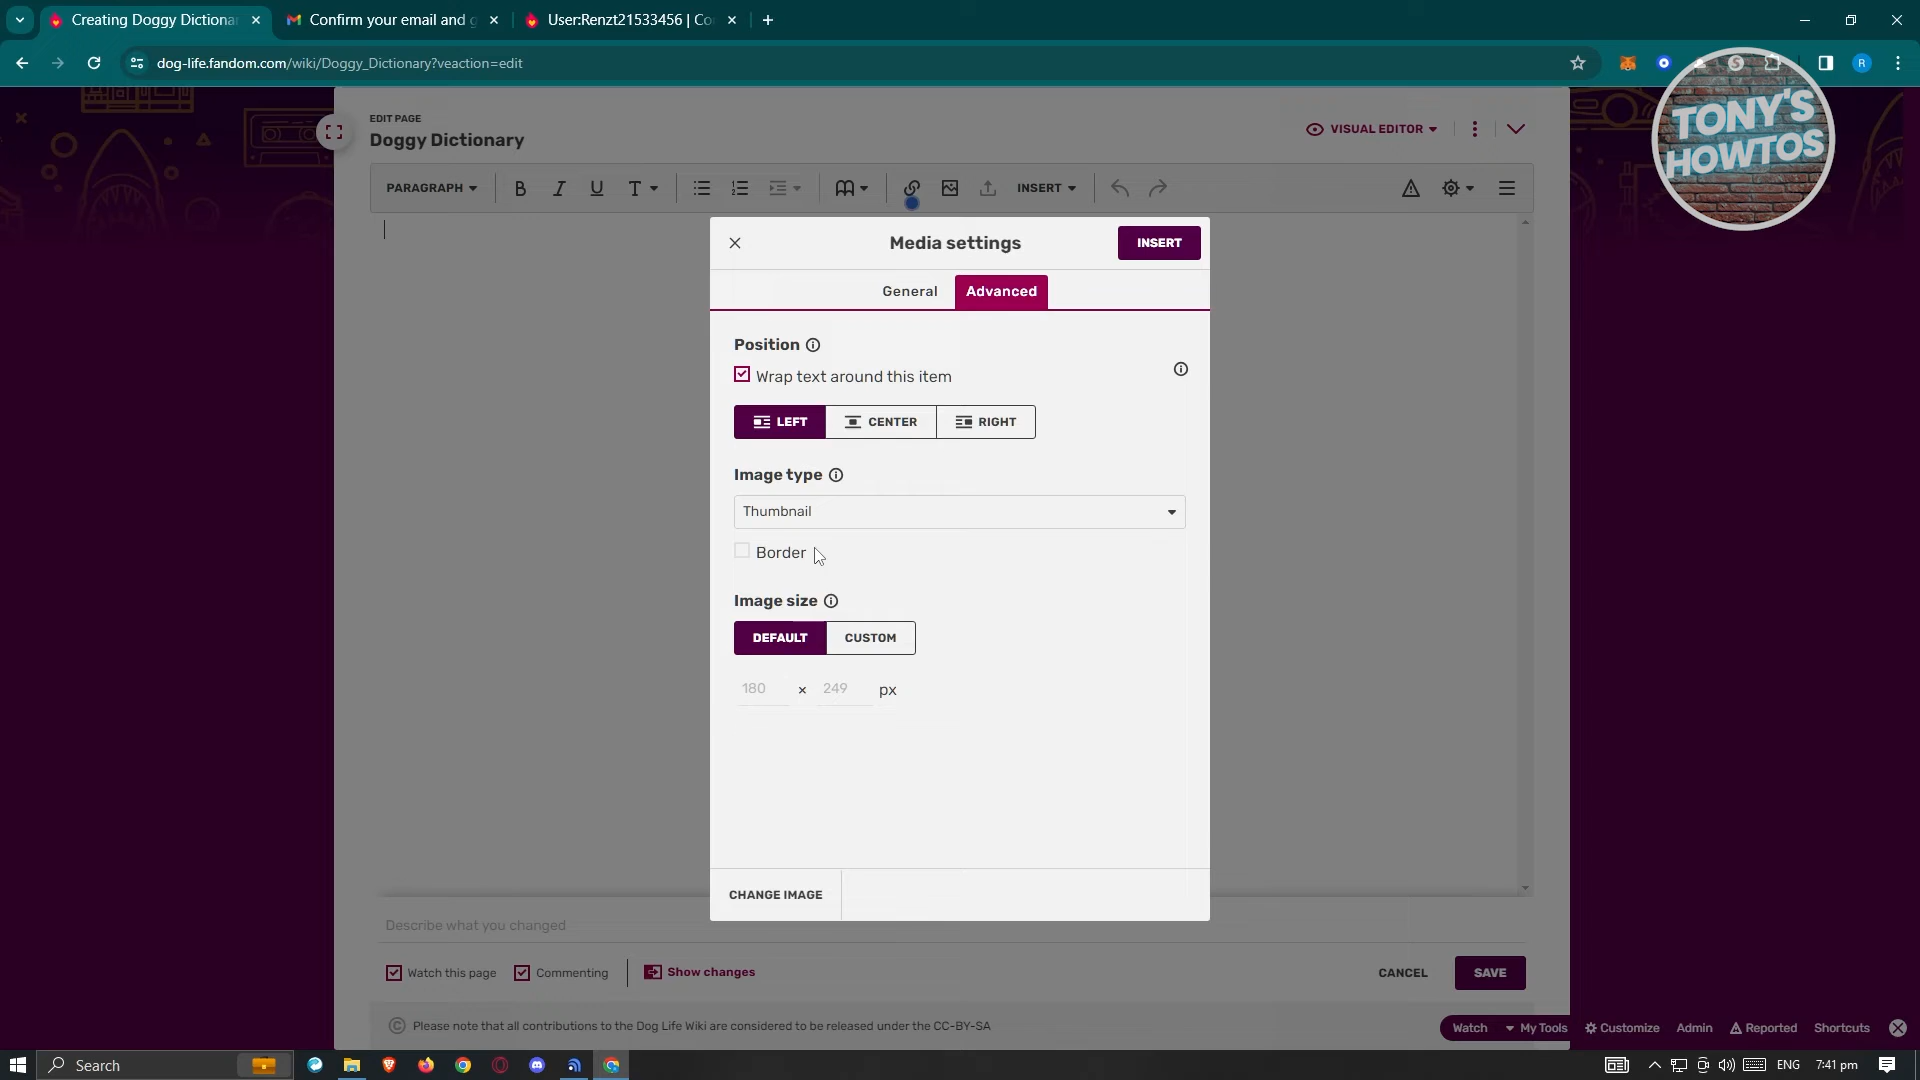 Creating Doggy Dictiona
Confirm your email and g
User:Renzt21533456 | Co
dog-life.fandom.com/wiki/Doggy_Dictionary?veaction=edit
R
TONY'S
HOWTOS
EDIT PAGE
Doggy Dictionary
VISUAL EDITOR
PARAGRAPH
B
I
U
T
INSERT
Media settings
INSERT
General
Advanced
Position
Wrap text around this item
LEFT
CENTER
RIGHT
Image type
Thumbnail
Border
Image size
DEFAULT
CUSTOM
180 × 249 px
CHANGE IMAGE
Describe what you changed
Watch this page
Commenting
Show changes
CANCEL
SAVE
Please note that all contributions to the Dog Life Wiki are considered to be released under the CC-BY-SA
Watch
My Tools
Customize
Admin
Reported
Shortcuts
Search
ENG
7:41 pm